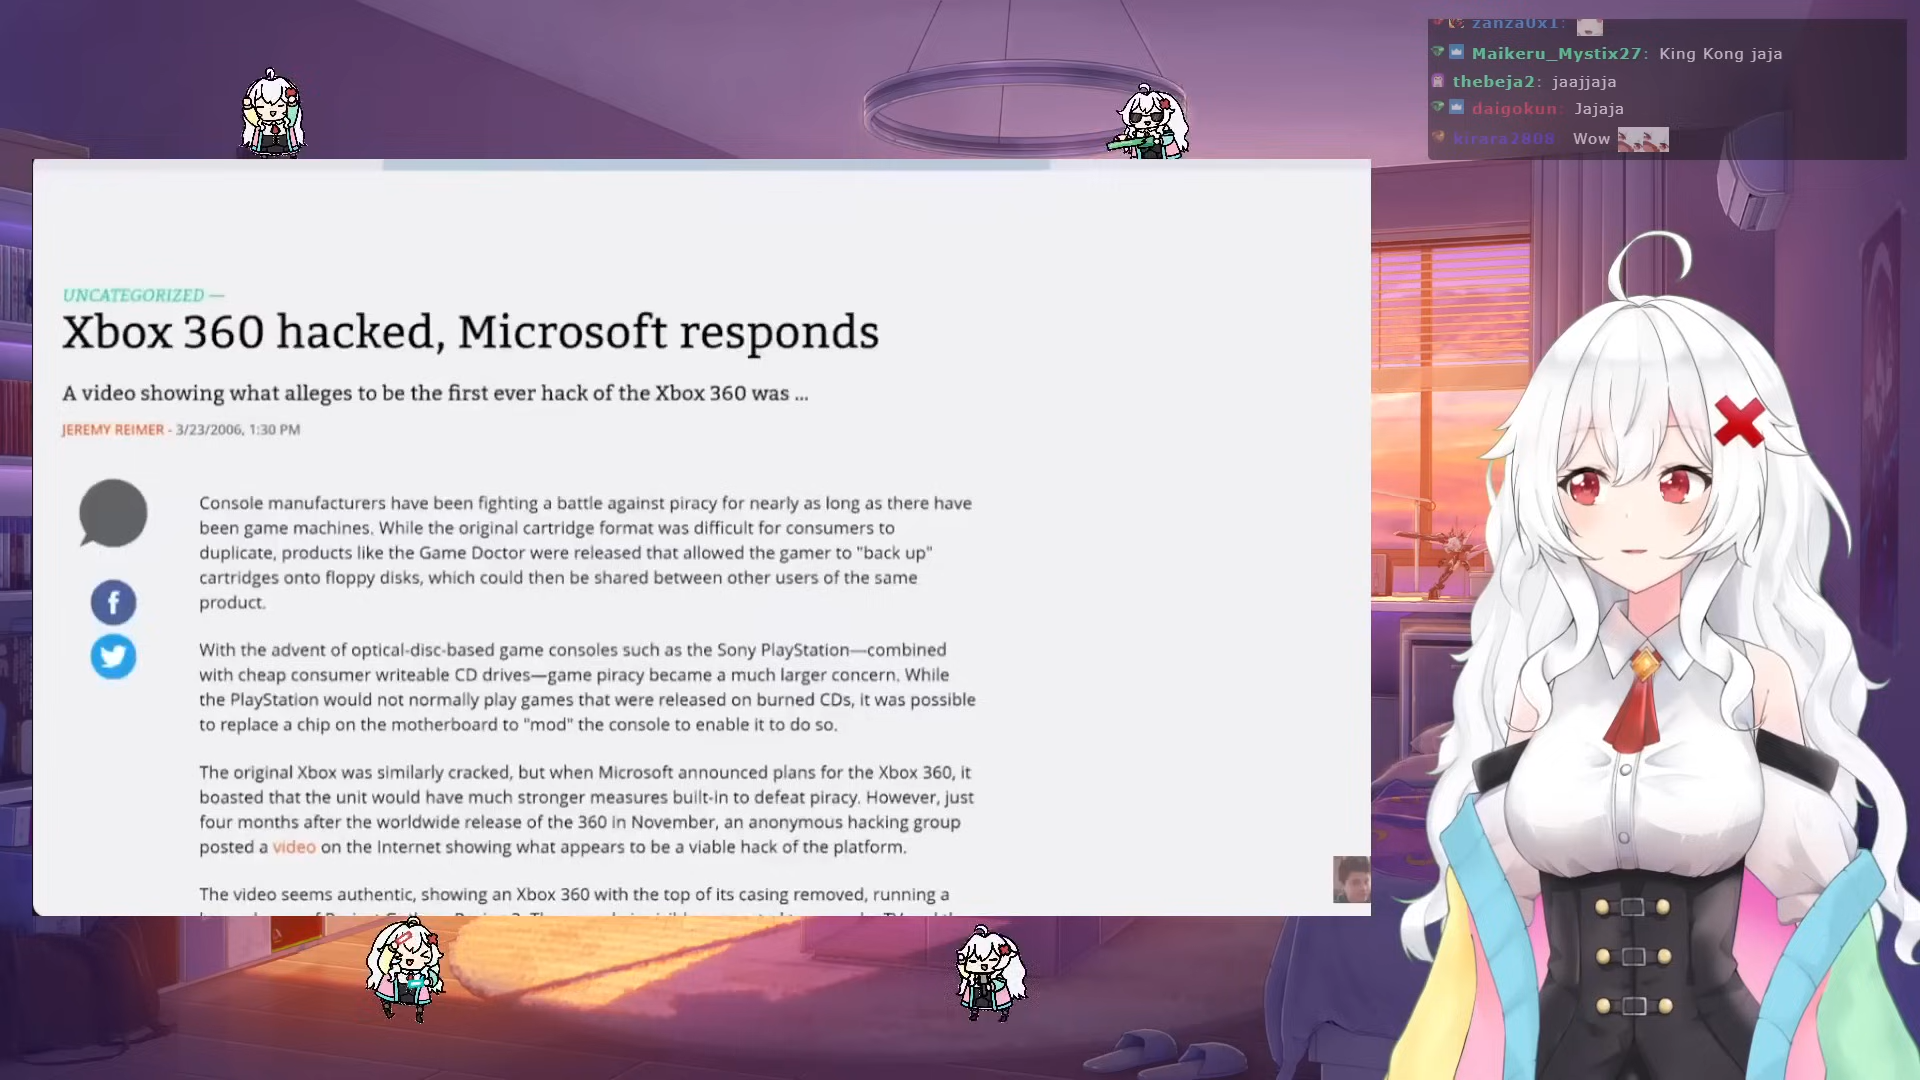 zanza0x1:
Maikeru_Mystix27: King Kong jaja
thebeja2: jaajjaja
daigokun: Jajaja
kirara2808 Wow
UNCATEGORIZED —
Xbox 360 hacked, Microsoft responds
A video showing what alleges to be the first ever hack of the Xbox 360 was ...
JEREMY REIMER - 3/23/2006, 1:30 PM
Console manufacturers have been fighting a battle against piracy for nearly as long as there have
been game machines. While the original cartridge format was difficult for consumers to
duplicate, products like the Game Doctor were released that allowed the gamer to "back up"
cartridges onto floppy disks, which could then be shared between other users of the same
product.
With the advent of optical-disc-based game consoles such as the Sony PlayStation—combined
with cheap consumer writeable CD drives—game piracy became a much larger concern. While
the PlayStation would not normally play games that were released on burned CDs, it was possible
to replace a chip on the motherboard to "mod" the console to enable it to do so.
The original Xbox was similarly cracked, but when Microsoft announced plans for the Xbox 360, it
boasted that the unit would have much stronger measures built-in to defeat piracy. However, just
four months after the worldwide release of the 360 in November, an anonymous hacking group
posted a video on the Internet showing what appears to be a viable hack of the platform.
The video seems authentic, showing an Xbox 360 with the top of its casing removed, running a